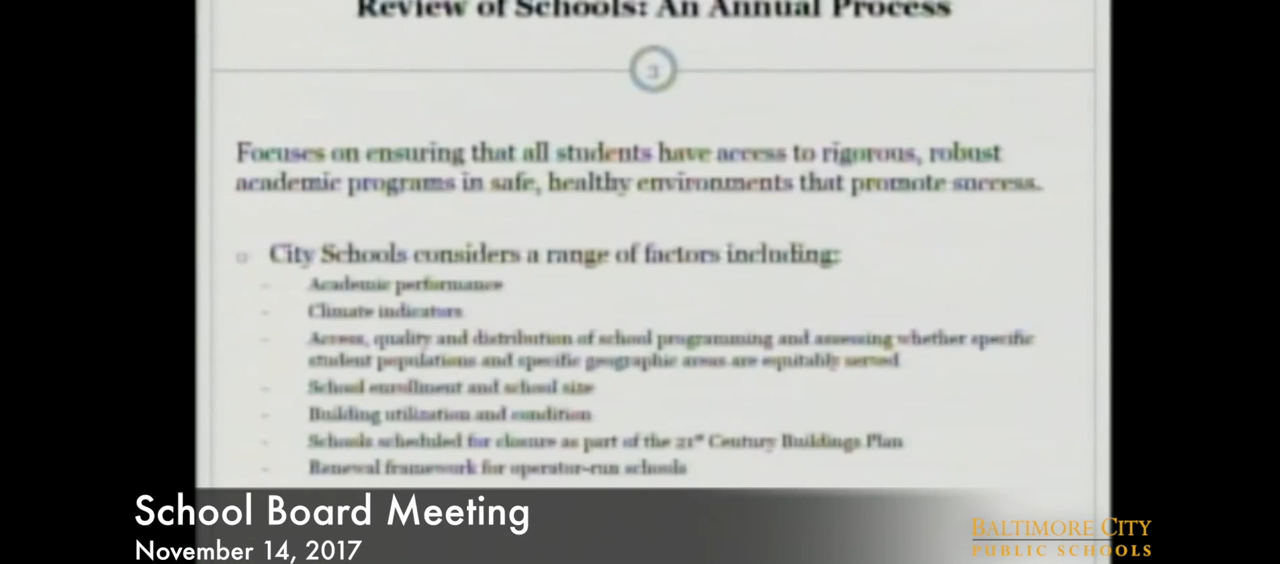 Review of Schools: An Annual Process
3
Focuses on ensuring that all students have access to rigorous, robust
academic programs in safe, healthy environments that promote success.
City Schools considers a range of factors including:
- Academic performance
- Climate indicators
- Access, quality and distribution of school programming and assessing whether specific
student populations and specific geographic areas are equitably served
- School enrollment and school size
- Building utilization and condition
- Schools scheduled for closure as part of the 21st Century Buildings Plan
- Renewal framework for operator-run schools
School Board Meeting
November 14, 2017
BALTIMORE CITY
PUBLIC SCHOOLS